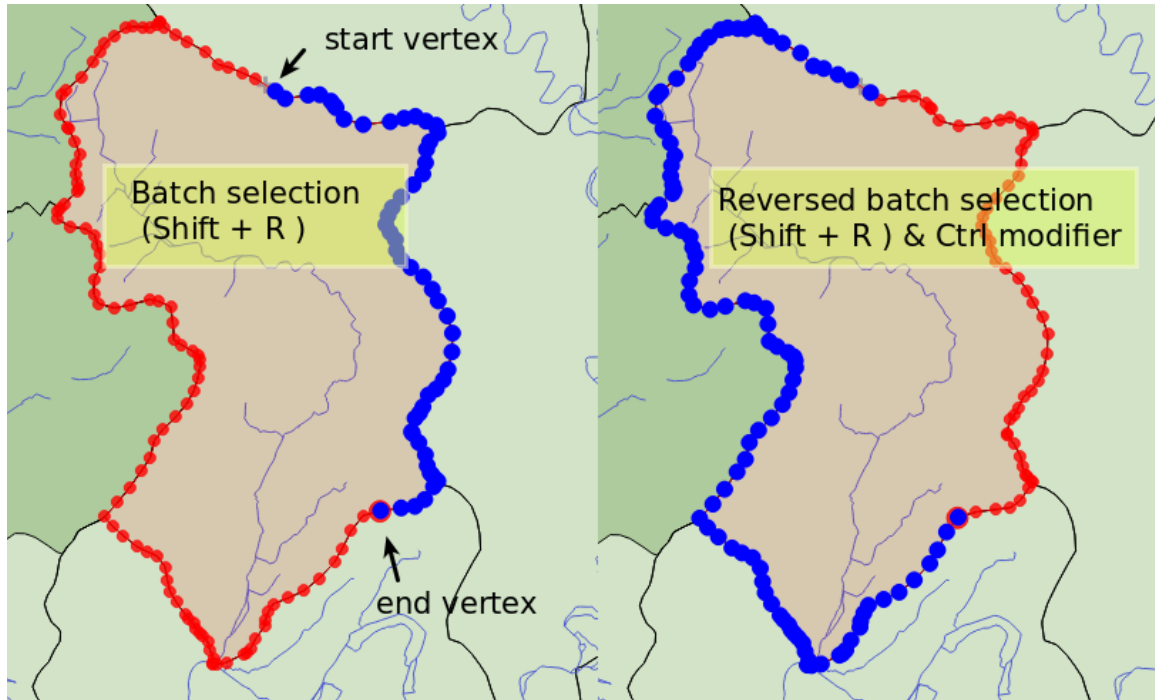 start vertex
Batch selection
(Shift + R )
end vertex
Reversed batch selection
(Shift + R ) & Ctrl modifier